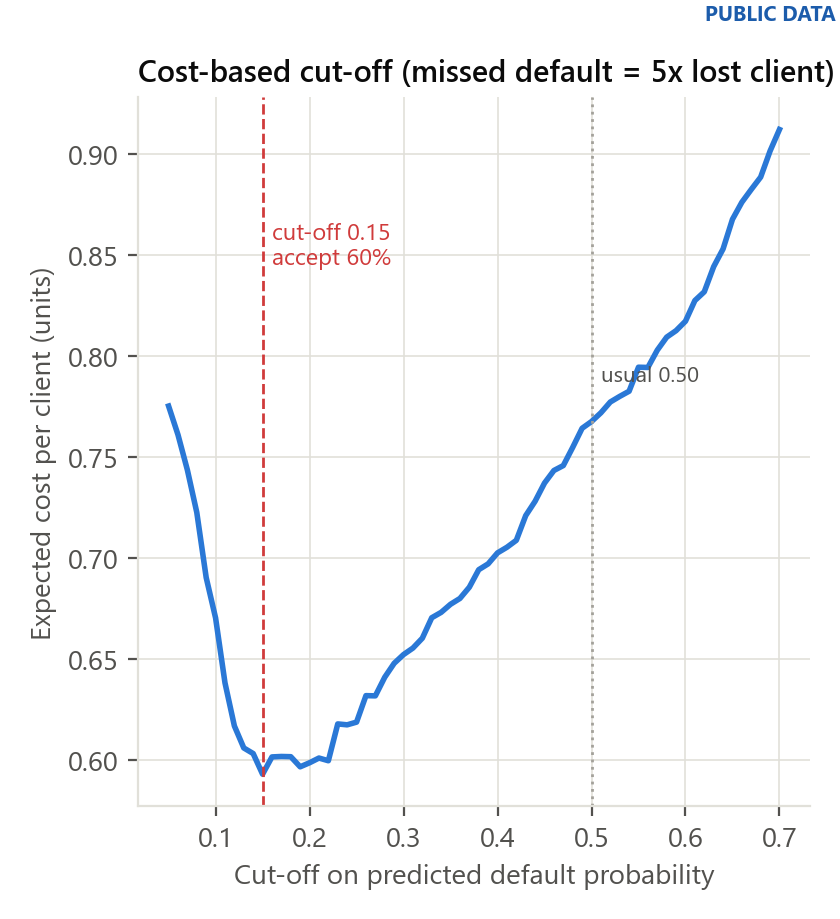 PUBLIC DATA
Cost-based cut-off (missed default = 5x lost client)
Expected cost per client (units)
0.90
0.85
0.80
0.75
0.70
0.65
0.60
cut-off 0.15
accept 60%
usual 0.50
0.1 0.2 0.3 0.4 0.5 0.6 0.7
Cut-off on predicted default probability